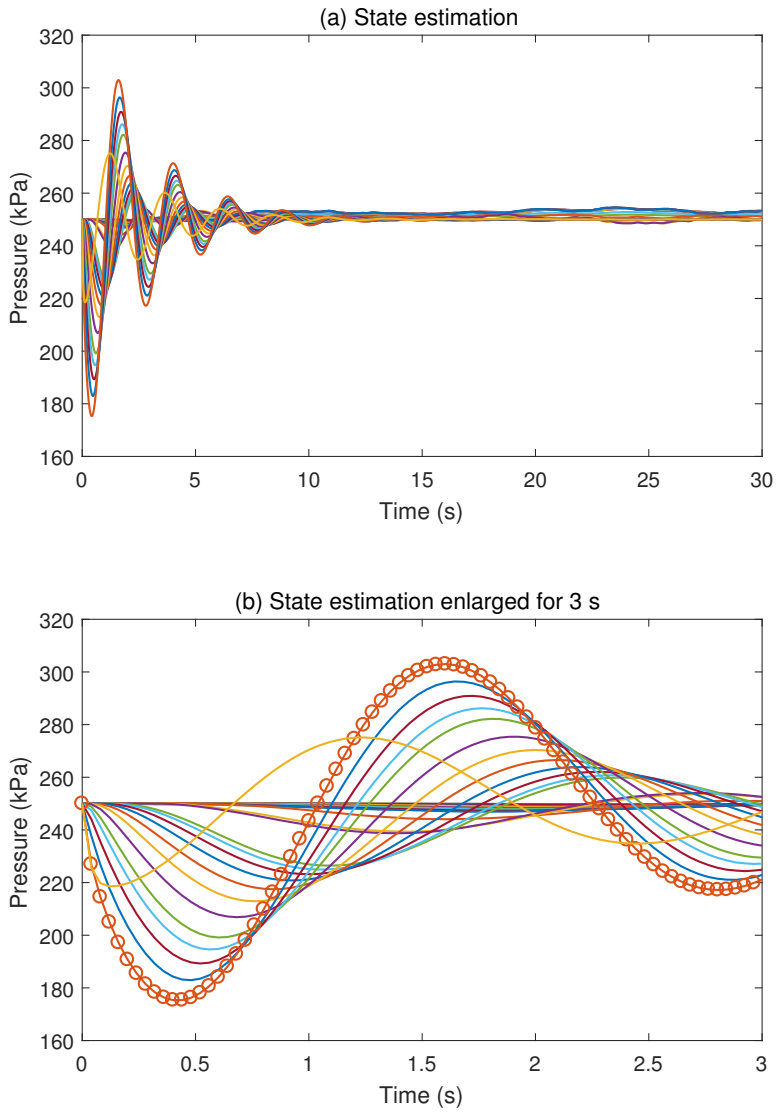 (a) State estimation
320
300
280
260
240
220
200
180
160
Pressure (kPa)
0 5 10 15 20 25 30
Time (s)
(b) State estimation enlarged for 3 s
320
300
280
260
240
220
200
180
160
Pressure (kPa)
0 0.5 1 1.5 2 2.5 3
Time (s)